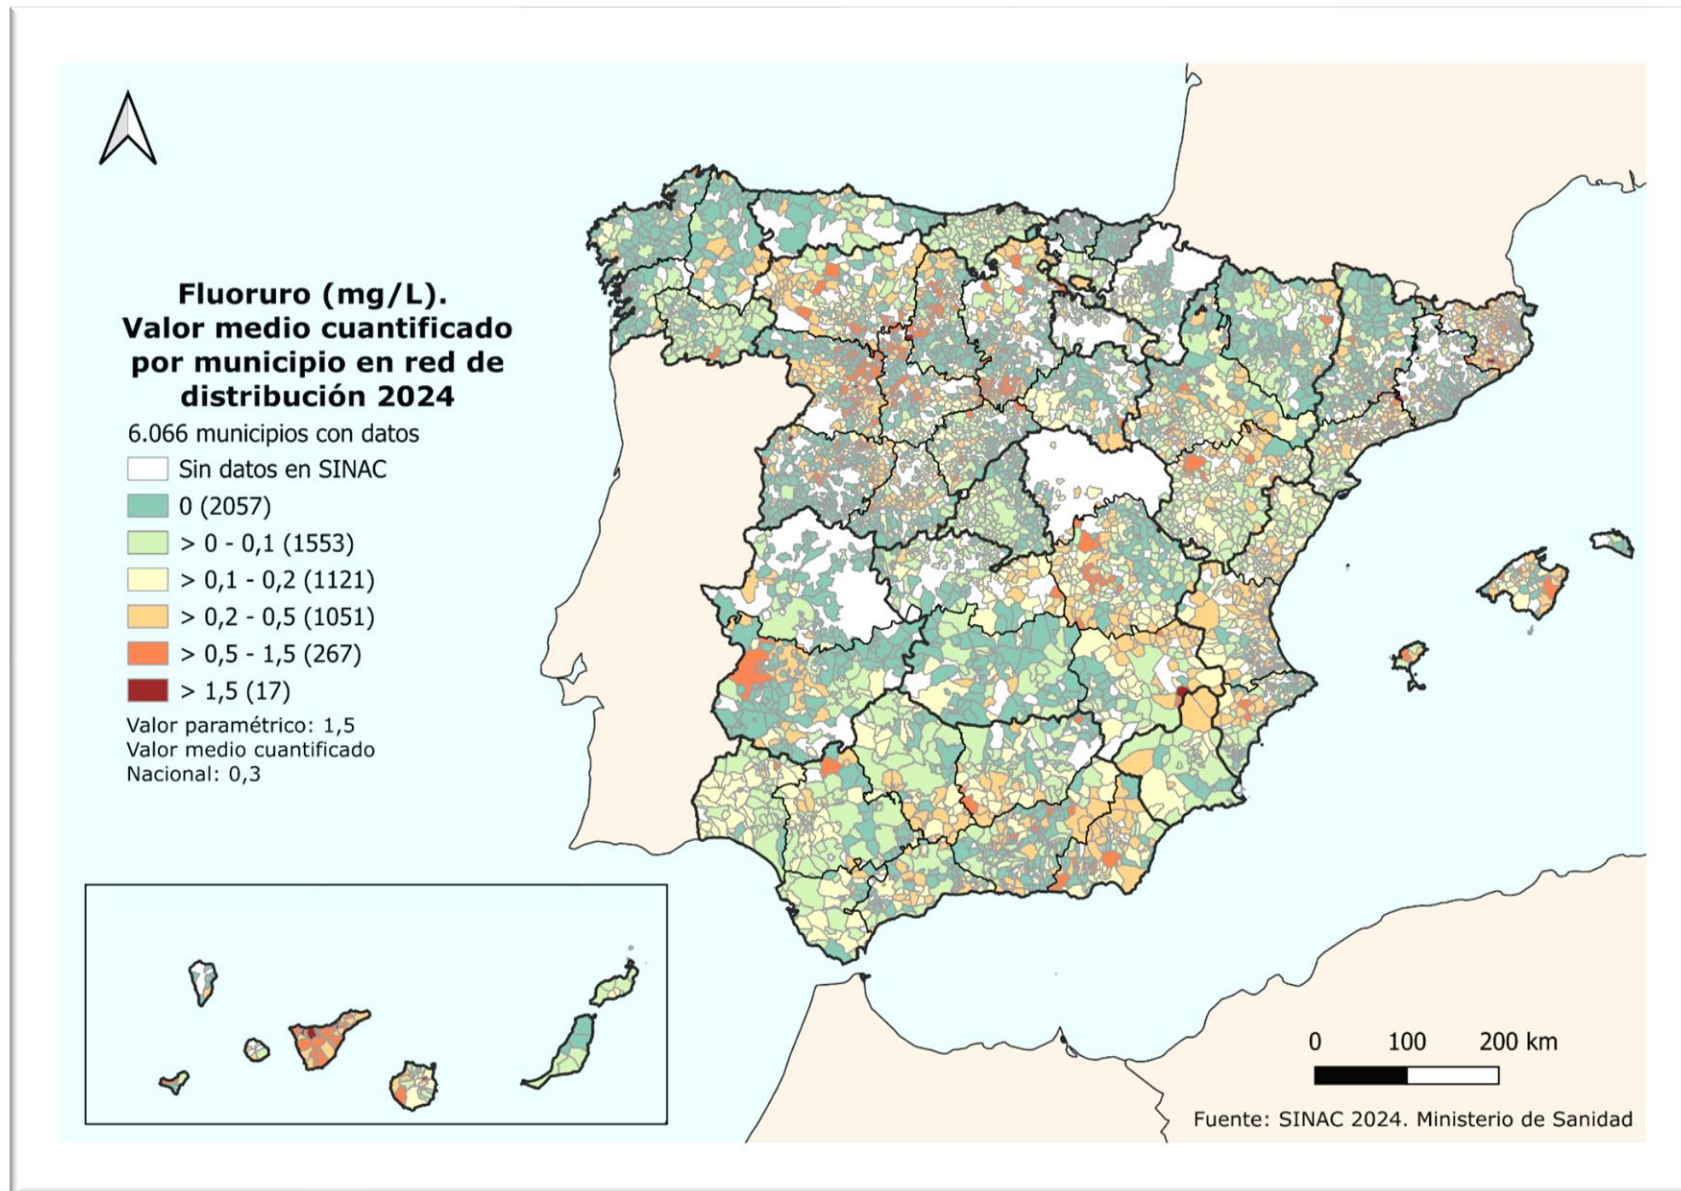 Fluoruro (mg/L).
Valor medio cuantificado
por municipio en red de
distribución 2024
6.066 municipios con datos
Sin datos en SINAC
0 (2057)
> 0 - 0,1 (1553)
> 0,1 - 0,2 (1121)
> 0,2 - 0,5 (1051)
> 0,5 - 1,5 (267)
> 1,5 (17)
Valor paramétrico: 1,5
Valor medio cuantificado
Nacional: 0,3
0 100 200 km
Fuente: SINAC 2024. Ministerio de Sanidad